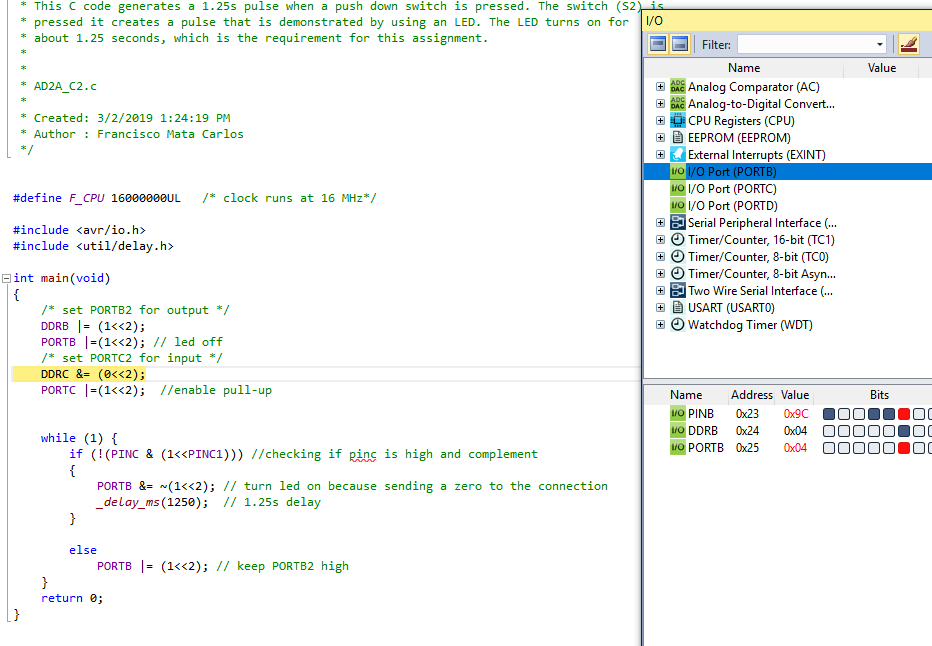 * This C code generates a 1.25s pulse when a push down switch is pressed. The switch (S2) is
* pressed it creates a pulse that is demonstrated by using an LED. The LED turns on for
* about 1.25 seconds, which is the requirement for this assignment.
*
*
* AD2A_C2.c
*
* Created: 3/2/2019 1:24:19 PM
* Author : Francisco Mata Carlos
*/
#define F_CPU 16000000UL /* clock runs at 16 MHz*/
#include <avr/io.h>
#include <util/delay.h>
int main(void)
{
/* set PORTB2 for output */
DDRB |= (1<<2);
PORTB |=(1<<2); // led off
/* set PORTC2 for input */
DDRC &= (0<<2);
PORTC |=(1<<2); //enable pull-up
while (1) {
if (!(PINC & (1<<PINC1))) //checking if pinc is high and complement
{
PORTB &= ~(1<<2); // turn led on because sending a zero to the connection
_delay_ms(1250); // 1.25s delay
}
else
PORTB |= (1<<2); // keep PORTB2 high
}
return 0;
}
I/O
Filter:
Name Value
ADC DAC Analog Comparator (AC)
ADC DAC Analog-to-Digital Convert...
CPU Registers (CPU)
EEPROM (EEPROM)
External Interrupts (EXINT)
I/O I/O Port (PORTB)
I/O I/O Port (PORTC)
I/O I/O Port (PORTD)
Serial Peripheral Interface (...
Timer/Counter, 16-bit (TC1)
Timer/Counter, 8-bit (TC0)
Timer/Counter, 8-bit Asyn...
Two Wire Serial Interface (...
USART (USART0)
Watchdog Timer (WDT)
Name Address Value Bits
I/O PINB 0x23 0x9C
I/O DDRB 0x24 0x04
I/O PORTB 0x25 0x04